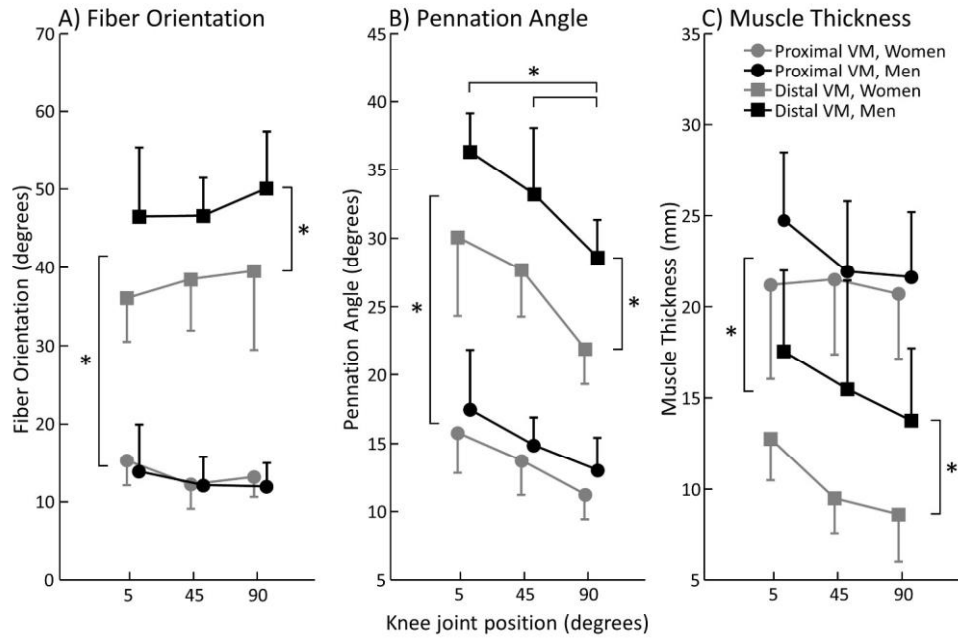 A) Fiber Orientation
70
60
50
40
30
20
10
0
Fiber Orientation (degrees)
*
*
5 45 90
B) Pennation Angle
45
40
35
30
25
20
15
10
5
Pennation Angle (degrees)
*
*
*
5 45 90
Knee joint position (degrees)
C) Muscle Thickness
35
30
25
20
15
10
5
Muscle Thickness (mm)
Proximal VM, Women
Proximal VM, Men
Distal VM, Women
Distal VM, Men
*
*
5 45 90